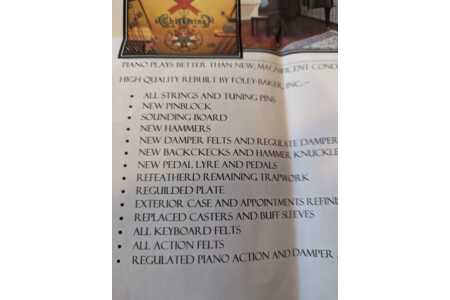 Chickering
PIANO PLAYS BETTER THAN NEW, MAGNIFICENT COND
HIGH QUALITY REBUILT BY FOLEY-BAKER, INC.~
• ALL STRINGS AND TUNING PINS
• NEW PINBLOCK
• SOUNDING BOARD
• NEW HAMMERS
• NEW DAMPER FELTS AND REGULATE DAMPER
• NEW BACKCKECKS AND HAMMER KNUCKLE
• NEW PEDAL LYRE AND PEDALS
• REFEATHERD REMAINING TRAPWORK
• REGUILDED PLATE
• EXTERIOR CASE AND APPOINTMENTS REFINI
• REPLACED CASTERS AND BUFF SLEEVES
• ALL KEYBOARD FELTS
• ALL ACTION FELTS
• REGULATED PIANO ACTION AND DAMPER